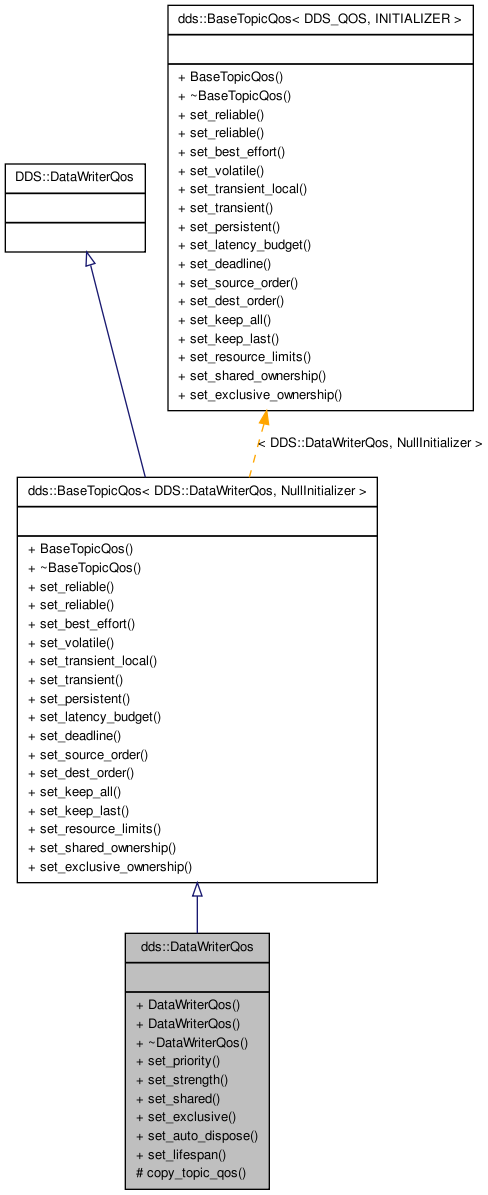 dds::BaseTopicQos< DDS_QOS, INITIALIZER >
+ BaseTopicQos()
+ ~BaseTopicQos()
+ set_reliable()
+ set_reliable()
+ set_best_effort()
+ set_volatile()
+ set_transient_local()
+ set_transient()
+ set_persistent()
+ set_latency_budget()
+ set_deadline()
+ set_source_order()
+ set_dest_order()
+ set_keep_all()
+ set_keep_last()
+ set_resource_limits()
+ set_shared_ownership()
+ set_exclusive_ownership()
DDS::DataWriterQos
< DDS::DataWriterQos, NullInitializer >
dds::BaseTopicQos< DDS::DataWriterQos, NullInitializer >
+ BaseTopicQos()
+ ~BaseTopicQos()
+ set_reliable()
+ set_reliable()
+ set_best_effort()
+ set_volatile()
+ set_transient_local()
+ set_transient()
+ set_persistent()
+ set_latency_budget()
+ set_deadline()
+ set_source_order()
+ set_dest_order()
+ set_keep_all()
+ set_keep_last()
+ set_resource_limits()
+ set_shared_ownership()
+ set_exclusive_ownership()
dds::DataWriterQos
+ DataWriterQos()
+ DataWriterQos()
+ ~DataWriterQos()
+ set_priority()
+ set_strength()
+ set_shared()
+ set_exclusive()
+ set_auto_dispose()
+ set_lifespan()
# copy_topic_qos()